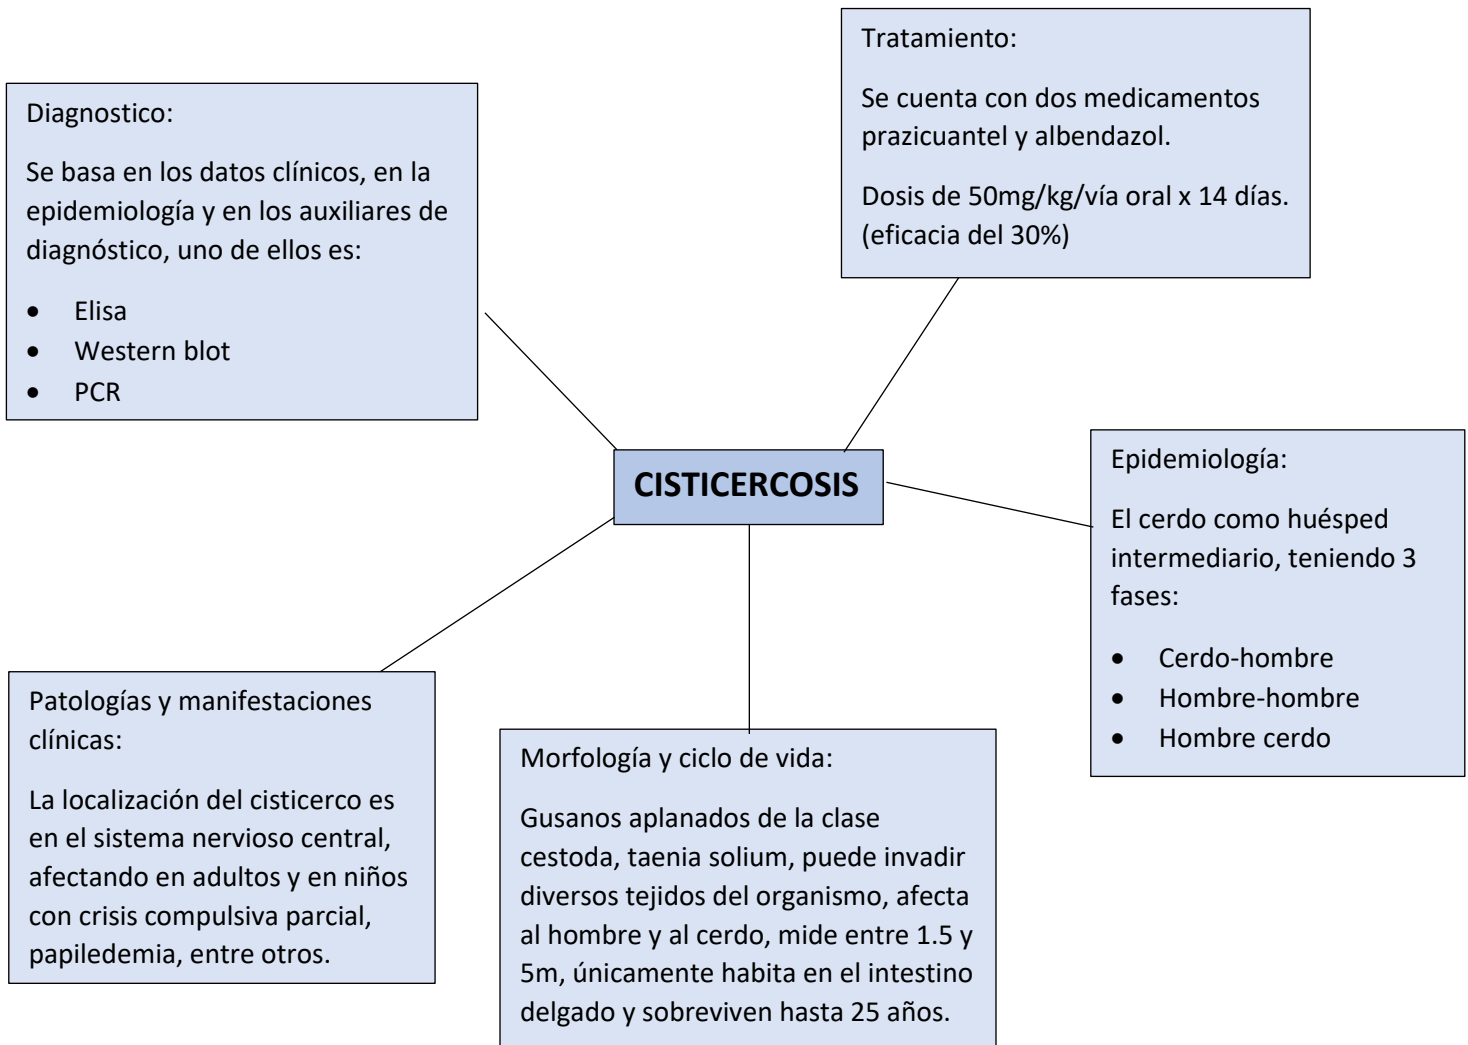 Tratamiento:
Se cuenta con dos medicamentos
prazicuantel y albendazol.
Dosis de 50mg/kg/vía oral x 14 días.
(eficacia del 30%)
Diagnostico:
Se basa en los datos clínicos, en la
epidemiología y en los auxiliares de
diagnóstico, uno de ellos es:
• Elisa
• Western blot
• PCR
CISTICERCOSIS
Epidemiología:
El cerdo como huésped
intermediario, teniendo 3
fases:
• Cerdo-hombre
• Hombre-hombre
• Hombre cerdo
Patologías y manifestaciones
clínicas:
La localización del cisticerco es
en el sistema nervioso central,
afectando en adultos y en niños
con crisis compulsiva parcial,
papiledemia, entre otros.
Morfología y ciclo de vida:
Gusanos aplanados de la clase
cestoda, taenia solium, puede invadir
diversos tejidos del organismo, afecta
al hombre y al cerdo, mide entre 1.5 y
5m, únicamente habita en el intestino
delgado y sobreviven hasta 25 años.